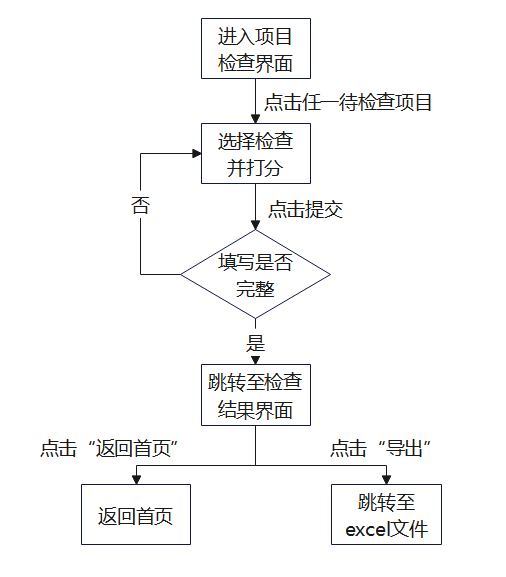 进入项目
检查界面
点击任一待检查项目
选择检查
并打分
否
点击提交
填写是否
完整
是
跳转至检查
结果界面
点击“返回首页”
点击“导出”
返回首页
跳转至
excel文件